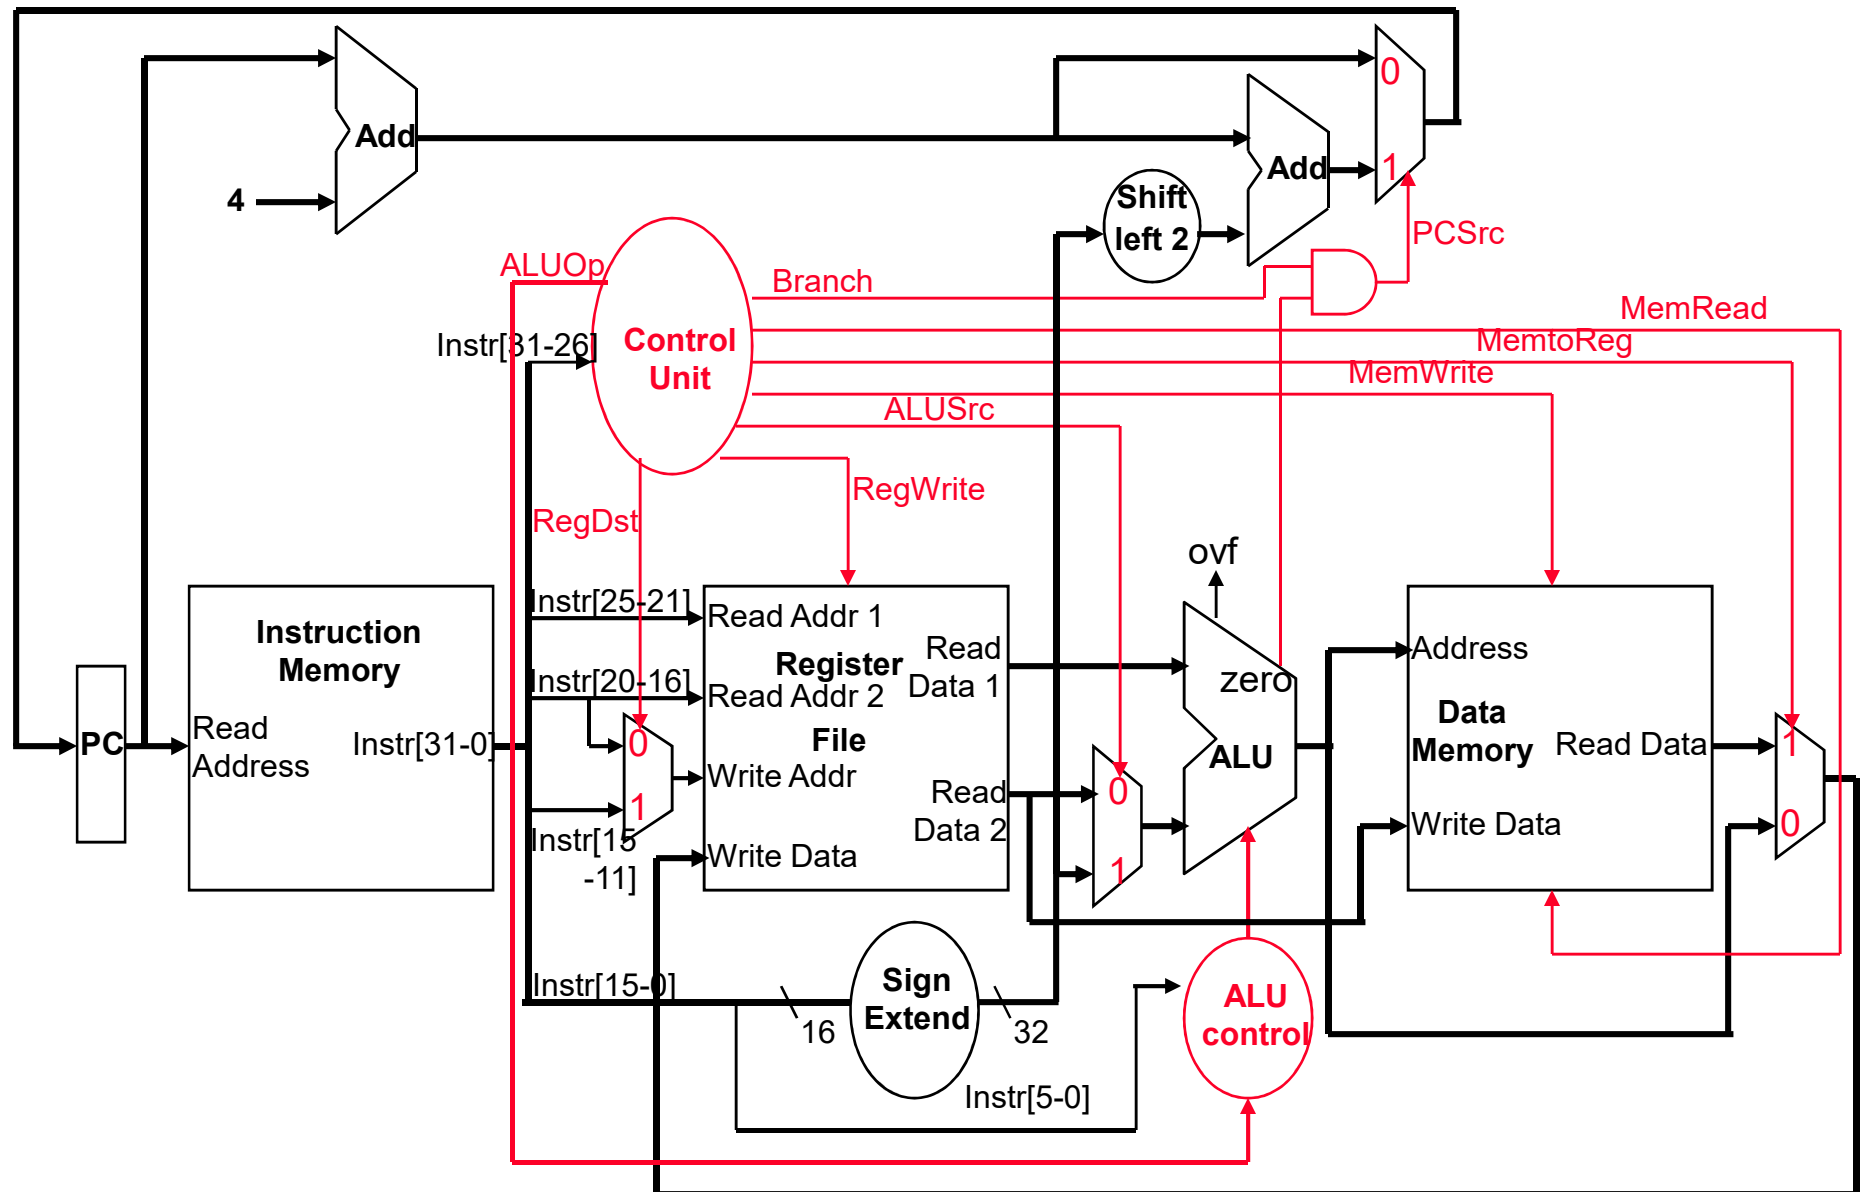 0
Add
Add
1
4
Shift
left 2
PCSrc
ALUOp
Branch
MemRead
Instr[31-26]
Control
Unit
MemtoReg
MemWrite
ALUSrc
RegWrite
RegDst
ovf
Instruction
Memory
Instr[25-21]
Read Addr 1
Register
File
Read
Data 1
Instr[20-16]
Read Addr 2
zero
ALU
Address
Data
Memory
Read Data
1
PC
Read
Address
Instr[31-0]
0
1
Write Addr
Read
Data 2
0
1
Write Data
0
Instr[15
-11]
Write Data
Instr[15-0]
16
Sign
Extend
32
ALU
control
Instr[5-0]